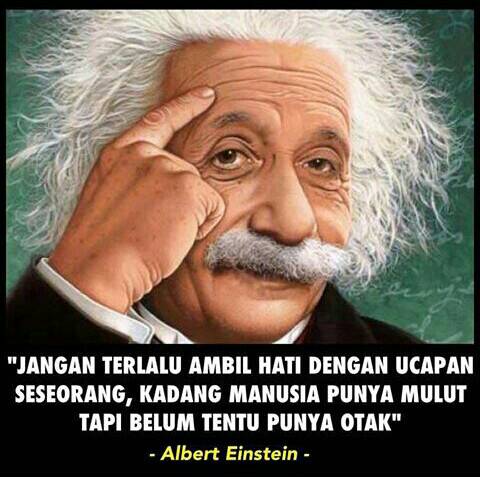 "JANGAN TERLALU AMBIL HATI DENGAN UCAPAN
SESEORANG, KADANG MANUSIA PUNYA MULUT
TAPI BELUM TENTU PUNYA OTAK"
- Albert Einstein -